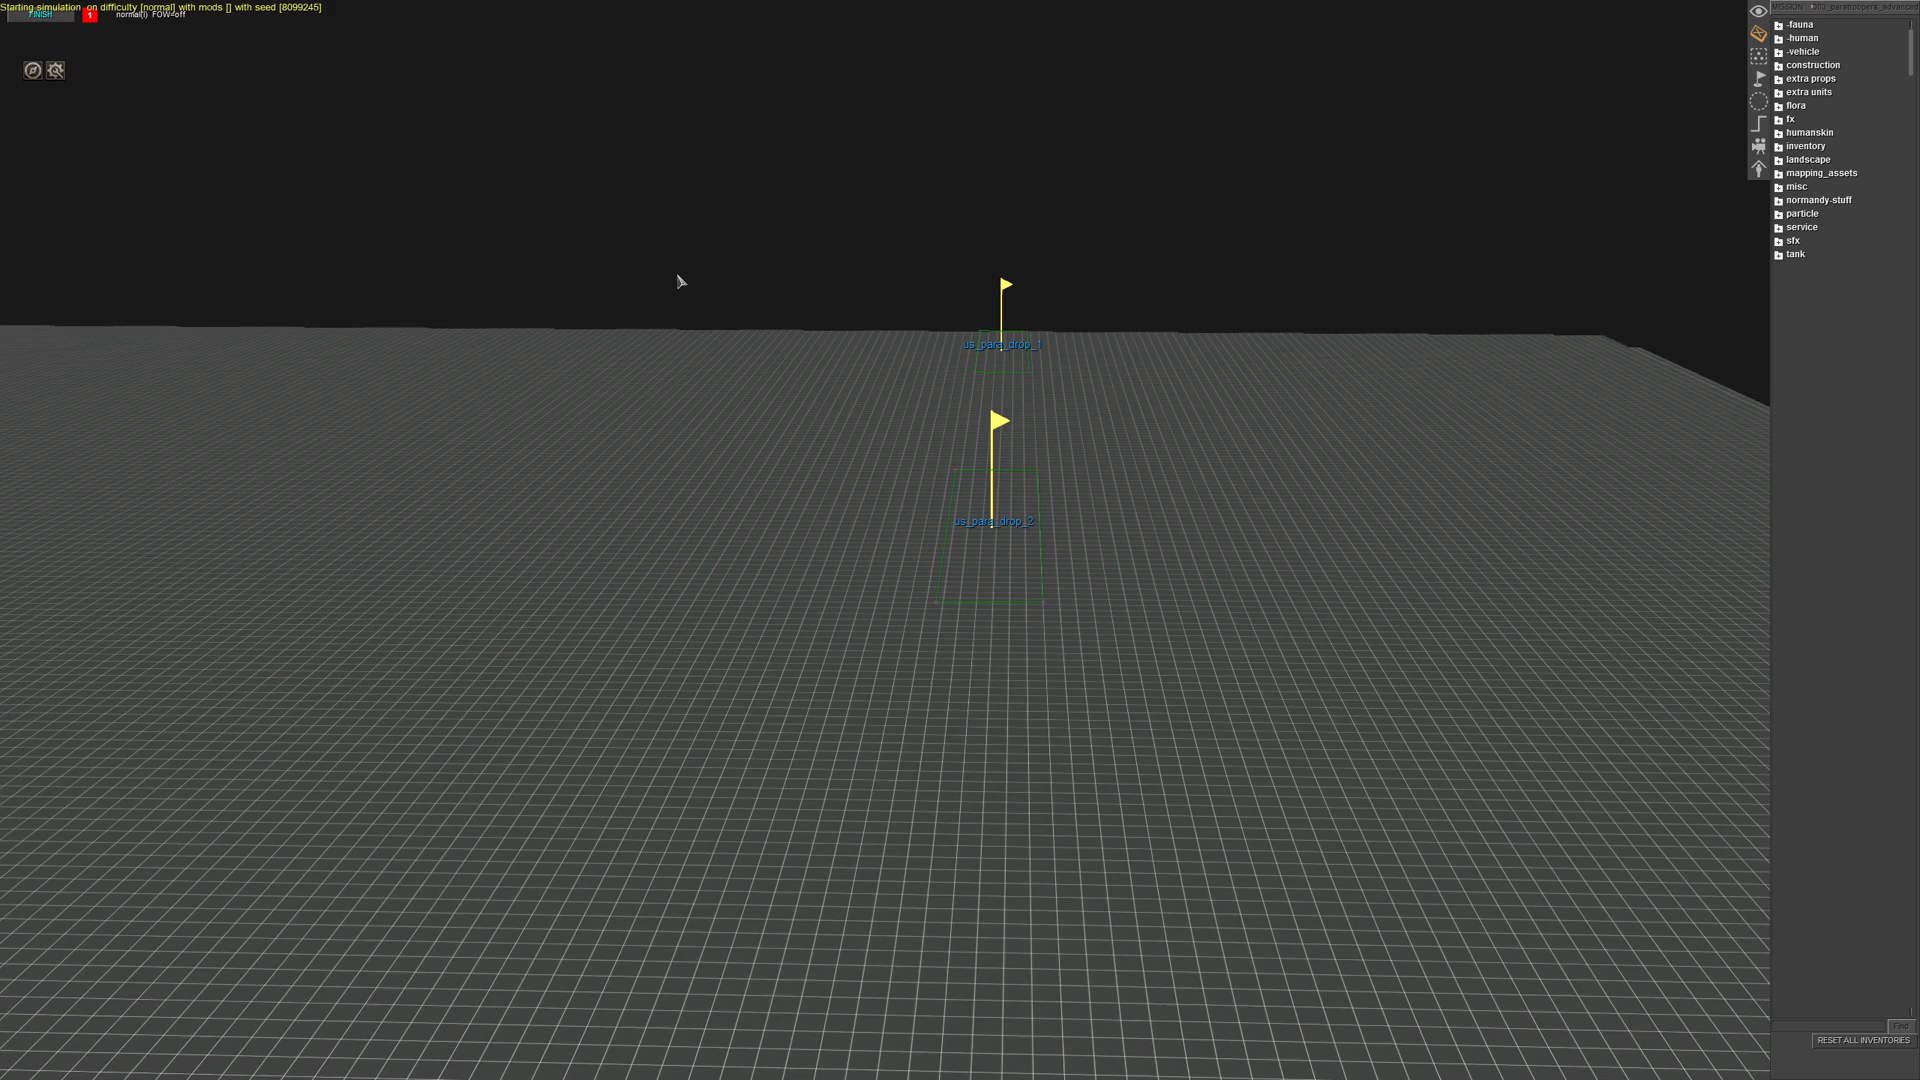 Starting simulation on difficulty [normal] with mods [] with seed [8099245]
FINISH
1
normal(i) FOW=off
MISSION
003_paratroopers_advanced
-fauna
-human
-vehicle
construction
extra props
extra units
flora
fx
humanskin
inventory
landscape
mapping_assets
misc
normandy-stuff
particle
service
sfx
tank
us_para_drop_1
us_para_drop_2
Find
RESET ALL INVENTORIES